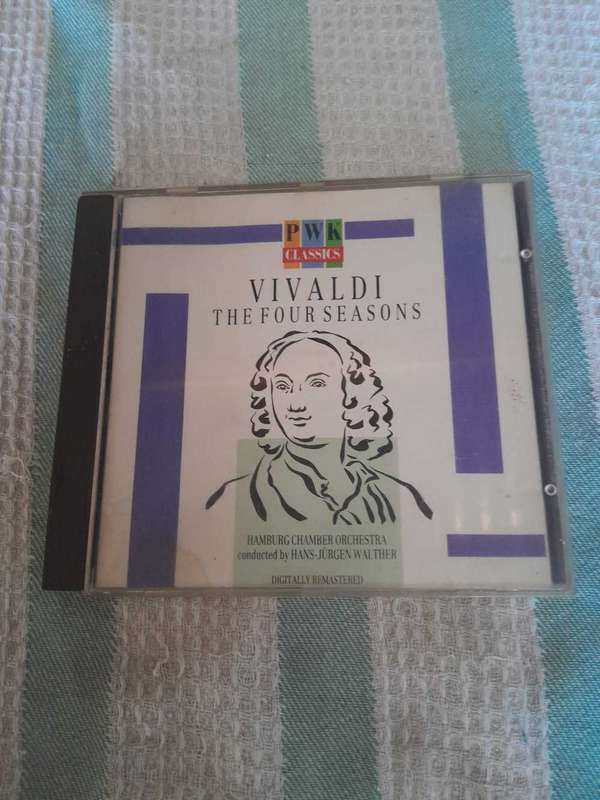 PWK
CLASSICS
VIVALDI
THE FOUR SEASONS
HAMBURG CHAMBER ORCHESTRA
conducted by HANS-JÜRGEN WALTHER
DIGITALLY REMASTERED